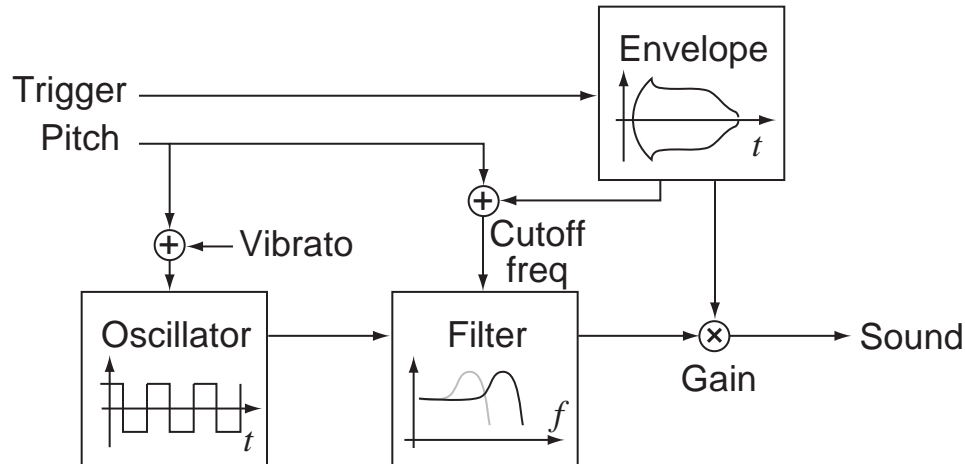 Envelope
t
Trigger
Pitch
+
+
Vibrato
Cutoff
freq
Oscillator
t
Filter
f
×
Gain
Sound